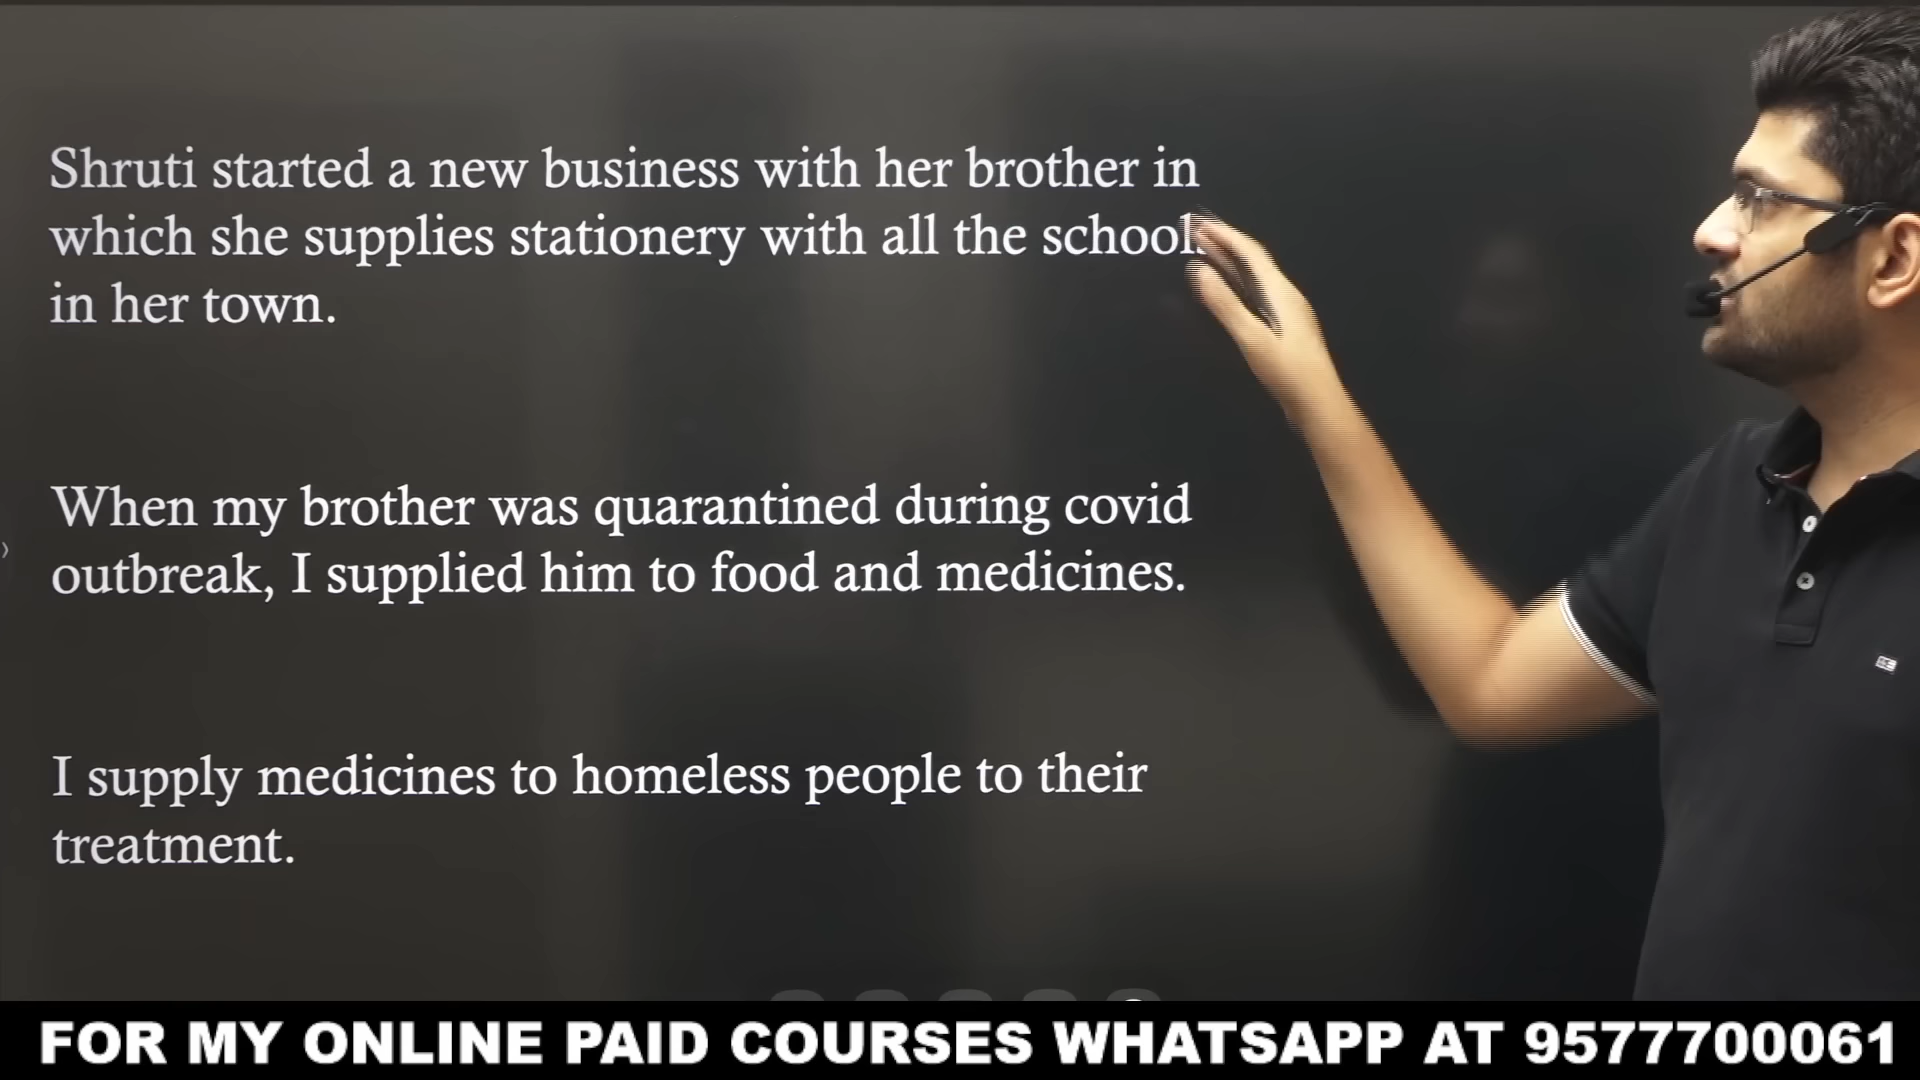 Shruti started a new business with her brother in
which she supplies stationery with all the
in her town.
When my brother was quarantined during covid
outbreak, I supplied him to food and medicines.
I supply medicines to homeless people to their
treatment.
FOR MY ONLINE PAID COURSES WHATSAPP AT 9577700061